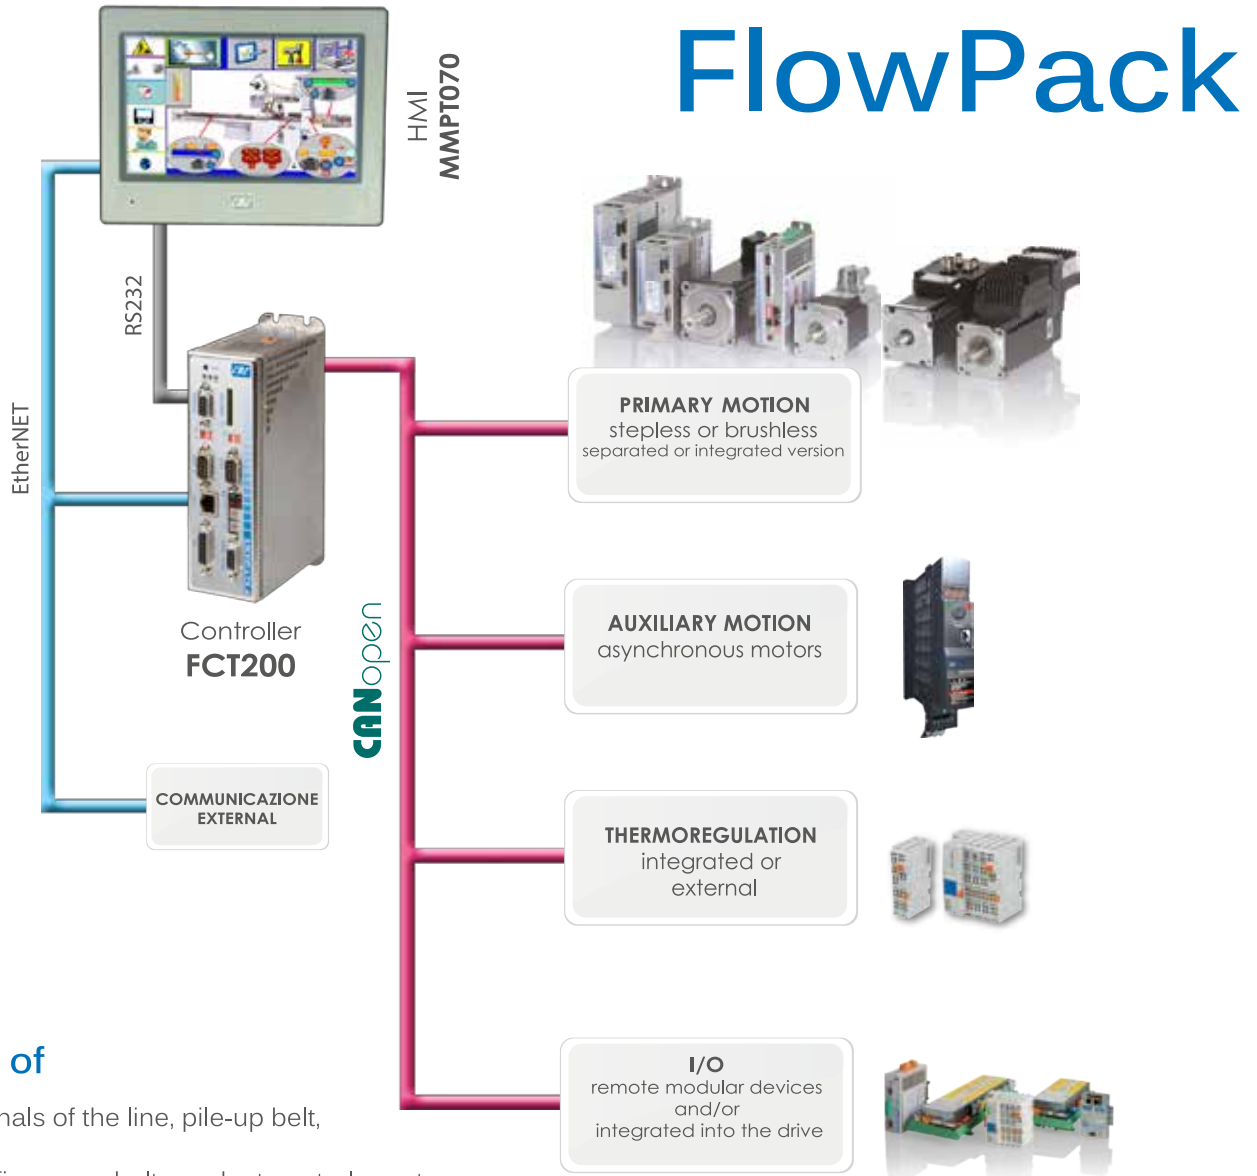 FlowPack
HMI
MMPT070
RS232
EtherNET
Controller
FCT200
CANopen
PRIMARY MOTION
stepless or brushless
separated or integrated version
AUXILIARY MOTION
asynchronous motors
COMMUNICAZIONE
EXTERNAL
THERMOREGULATION
integrated or
external
I/O
remote modular devices
and/or
integrated into the drive
of
nals of the line, pile-up belt,